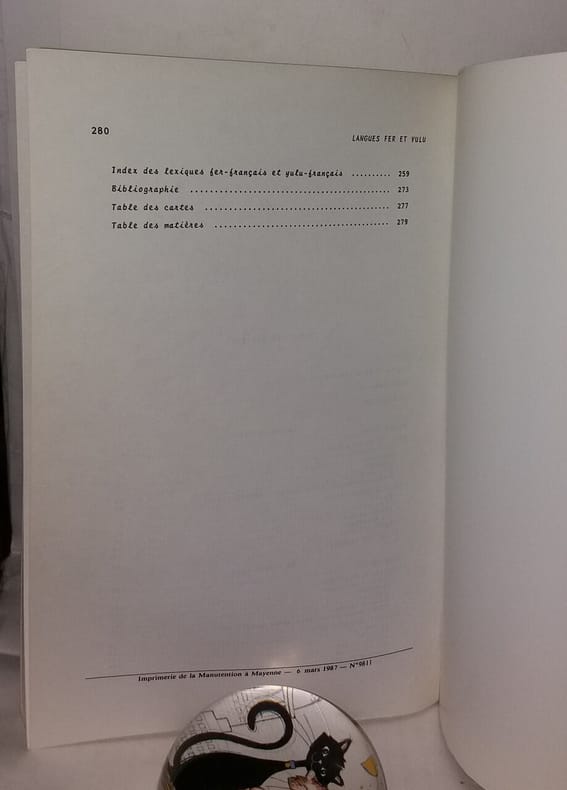 280
LANGUES FER ET YULU
Index des lexiques fer-français et yulu-français .......... 259
Bibliographie .................................................. 273
Table des cartes .............................................. 277
Table des matières ........................................... 279
Imprimerie de la Manutention à Mayenne — 6 mars 1987 — N° 9811